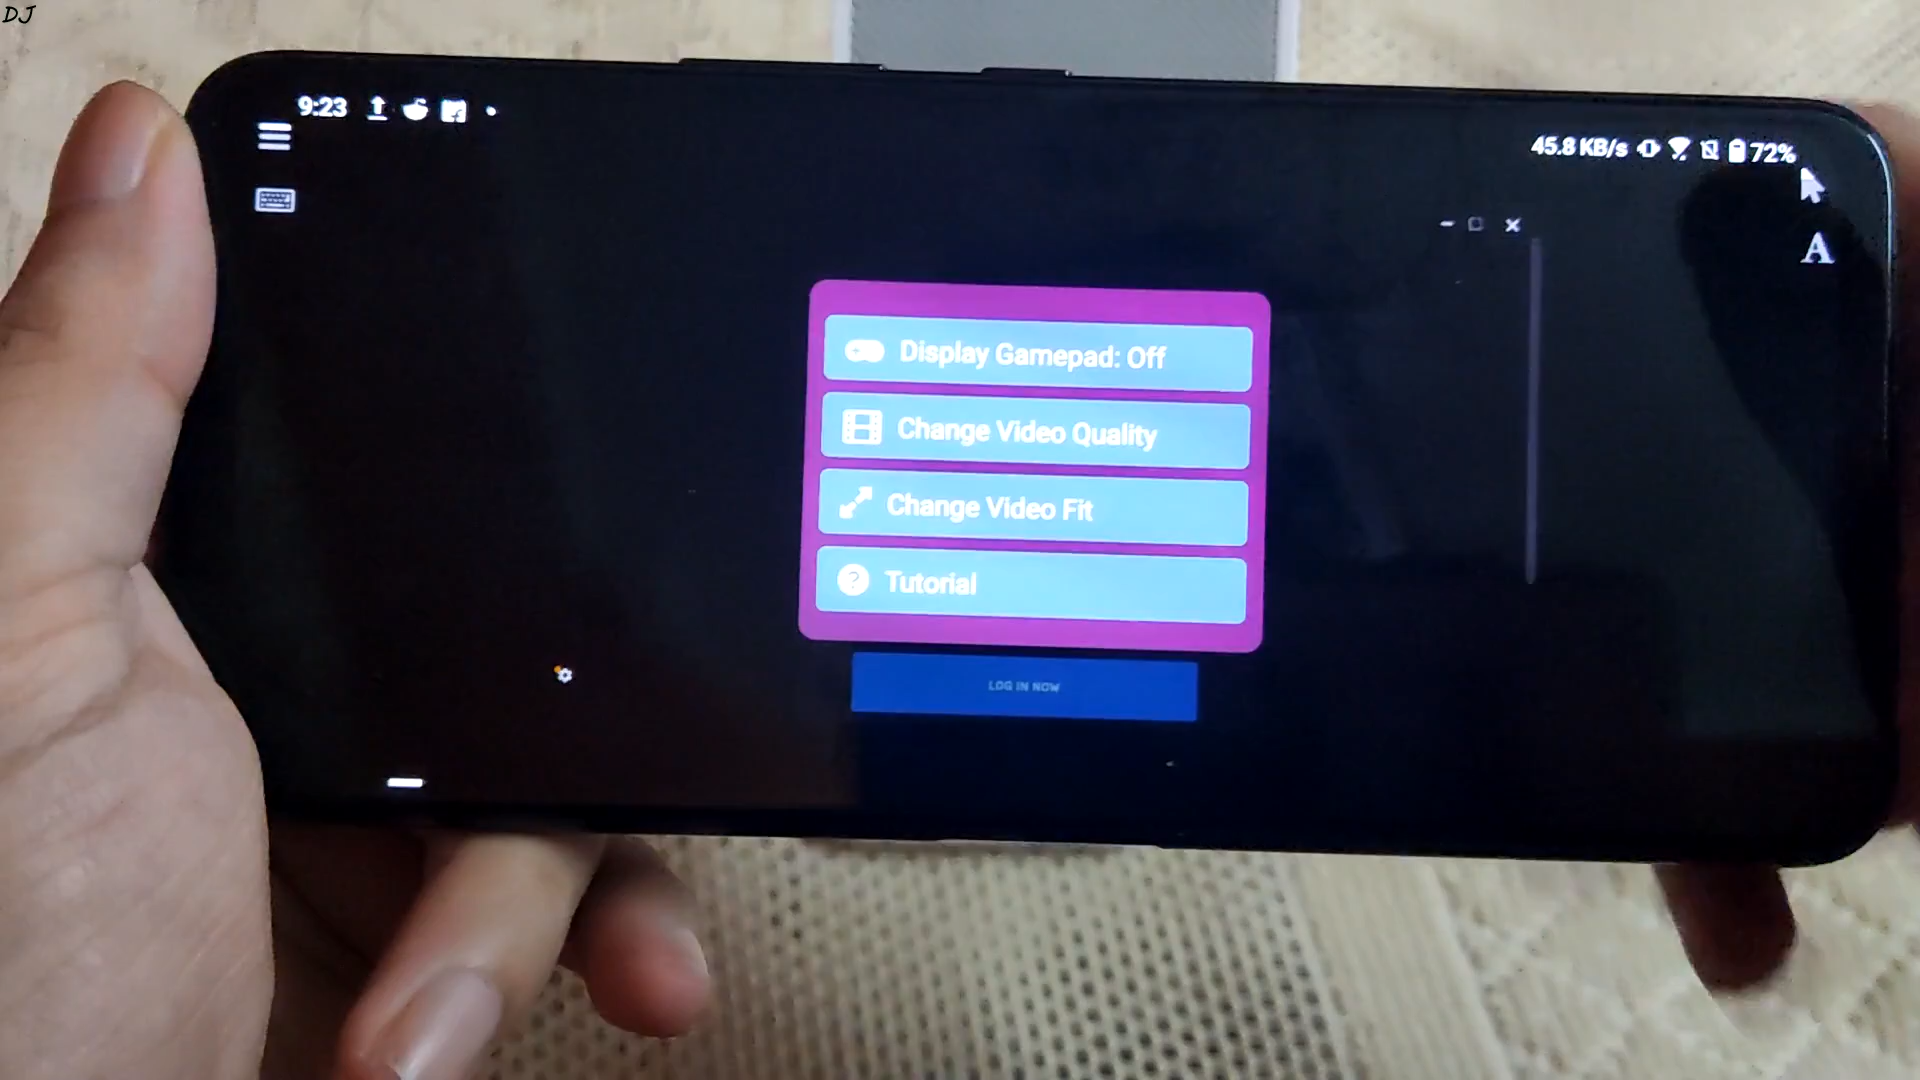 DJ
9:23
45.8 KB/s 72%
A
Display Gamepad: Off
Change Video Quality
Change Video Fit
Tutorial
LOG IN NOW